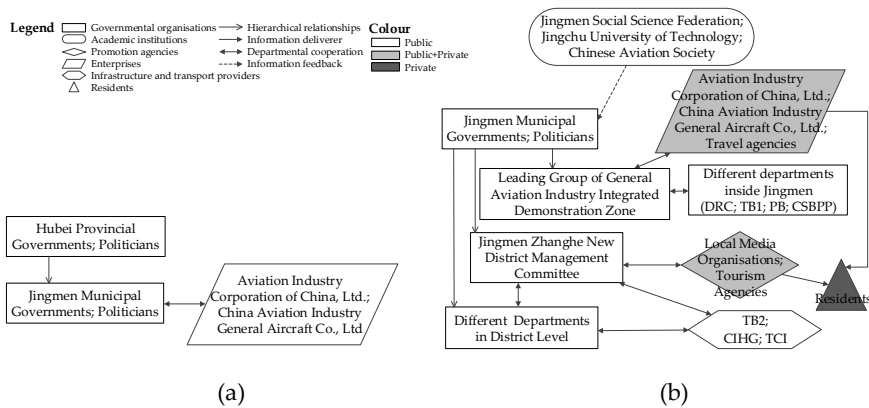 Legend
Governmental organisations
Academic institutions
Promotion agencies
Enterprises
Infrastructure and transport providers
Residents
Hierarchical relationships
Information deliverer
Departmental cooperation
Information feedback
Colour
Public
Public+Private
Private
Hubei Provincial
Governments; Politicians
Jingmen Municipal
Governments; Politicians
Aviation Industry
Corporation of China, Ltd.;
China Aviation Industry
General Aircraft Co., Ltd
(a)
Jingmen Social Science Federation;
Jingchu University of Technology;
Chinese Aviation Society
Aviation Industry
Corporation of China, Ltd.;
China Aviation Industry
General Aircraft Co., Ltd.;
Travel agencies
Jingmen Municipal
Governments; Politicians
Leading Group of General
Aviation Industry Integrated
Demonstration Zone
Different departments
inside Jingmen
(DRC; TB1; PB; CSBPP)
Jingmen Zhanghe New
District Management
Committee
Local Media
Organisations;
Tourism
Agencies
Residents
Different Departments
in District Level
TB2;
CIHG; TCI
(b)